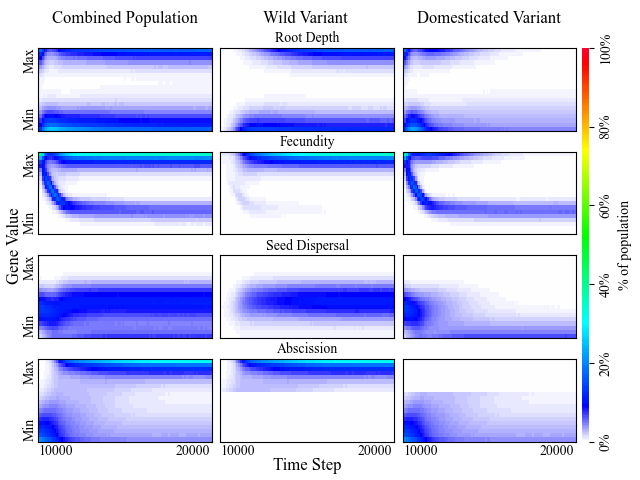 Combined Population Wild Variant Domesticated Variant
Root Depth
Max
Min
Fecundity
Max
Min
Seed Dispersal
Max
Min
Abscission
Max
Min
Gene Value
10000 20000 10000 20000 10000 20000
Time Step
100%
80%
60%
40%
20%
0%
% of population